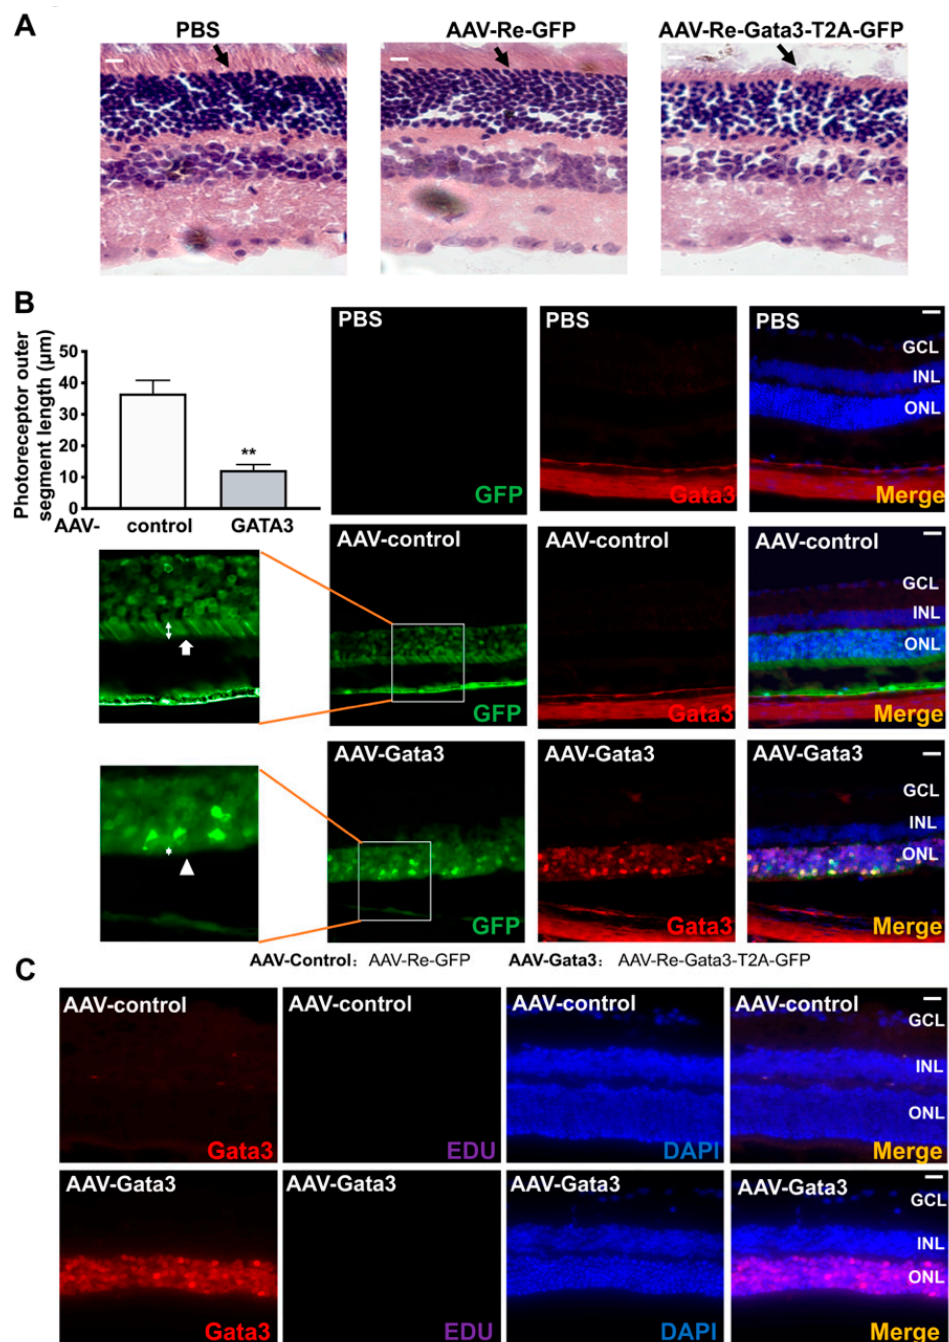 A
PBS
AAV-Re-GFP
AAV-Re-Gata3-T2A-GFP
B
Photoreceptor outer
segment length (μm)
50
40
30
20
10
0
**
AAV- control GATA3
PBS
GFP
PBS
Gata3
PBS
GCL
INL
ONL
Merge
AAV-control
GFP
AAV-control
Gata3
AAV-control
GCL
INL
ONL
Merge
AAV-Gata3
GFP
AAV-Gata3
Gata3
AAV-Gata3
GCL
INL
ONL
Merge
AAV-Control: AAV-Re-GFP AAV-Gata3: AAV-Re-Gata3-T2A-GFP
C
AAV-control
Gata3
AAV-control
EDU
AAV-control
DAPI
AAV-control
GCL
INL
ONL
Merge
AAV-Gata3
Gata3
AAV-Gata3
EDU
AAV-Gata3
DAPI
AAV-Gata3
GCL
INL
ONL
Merge